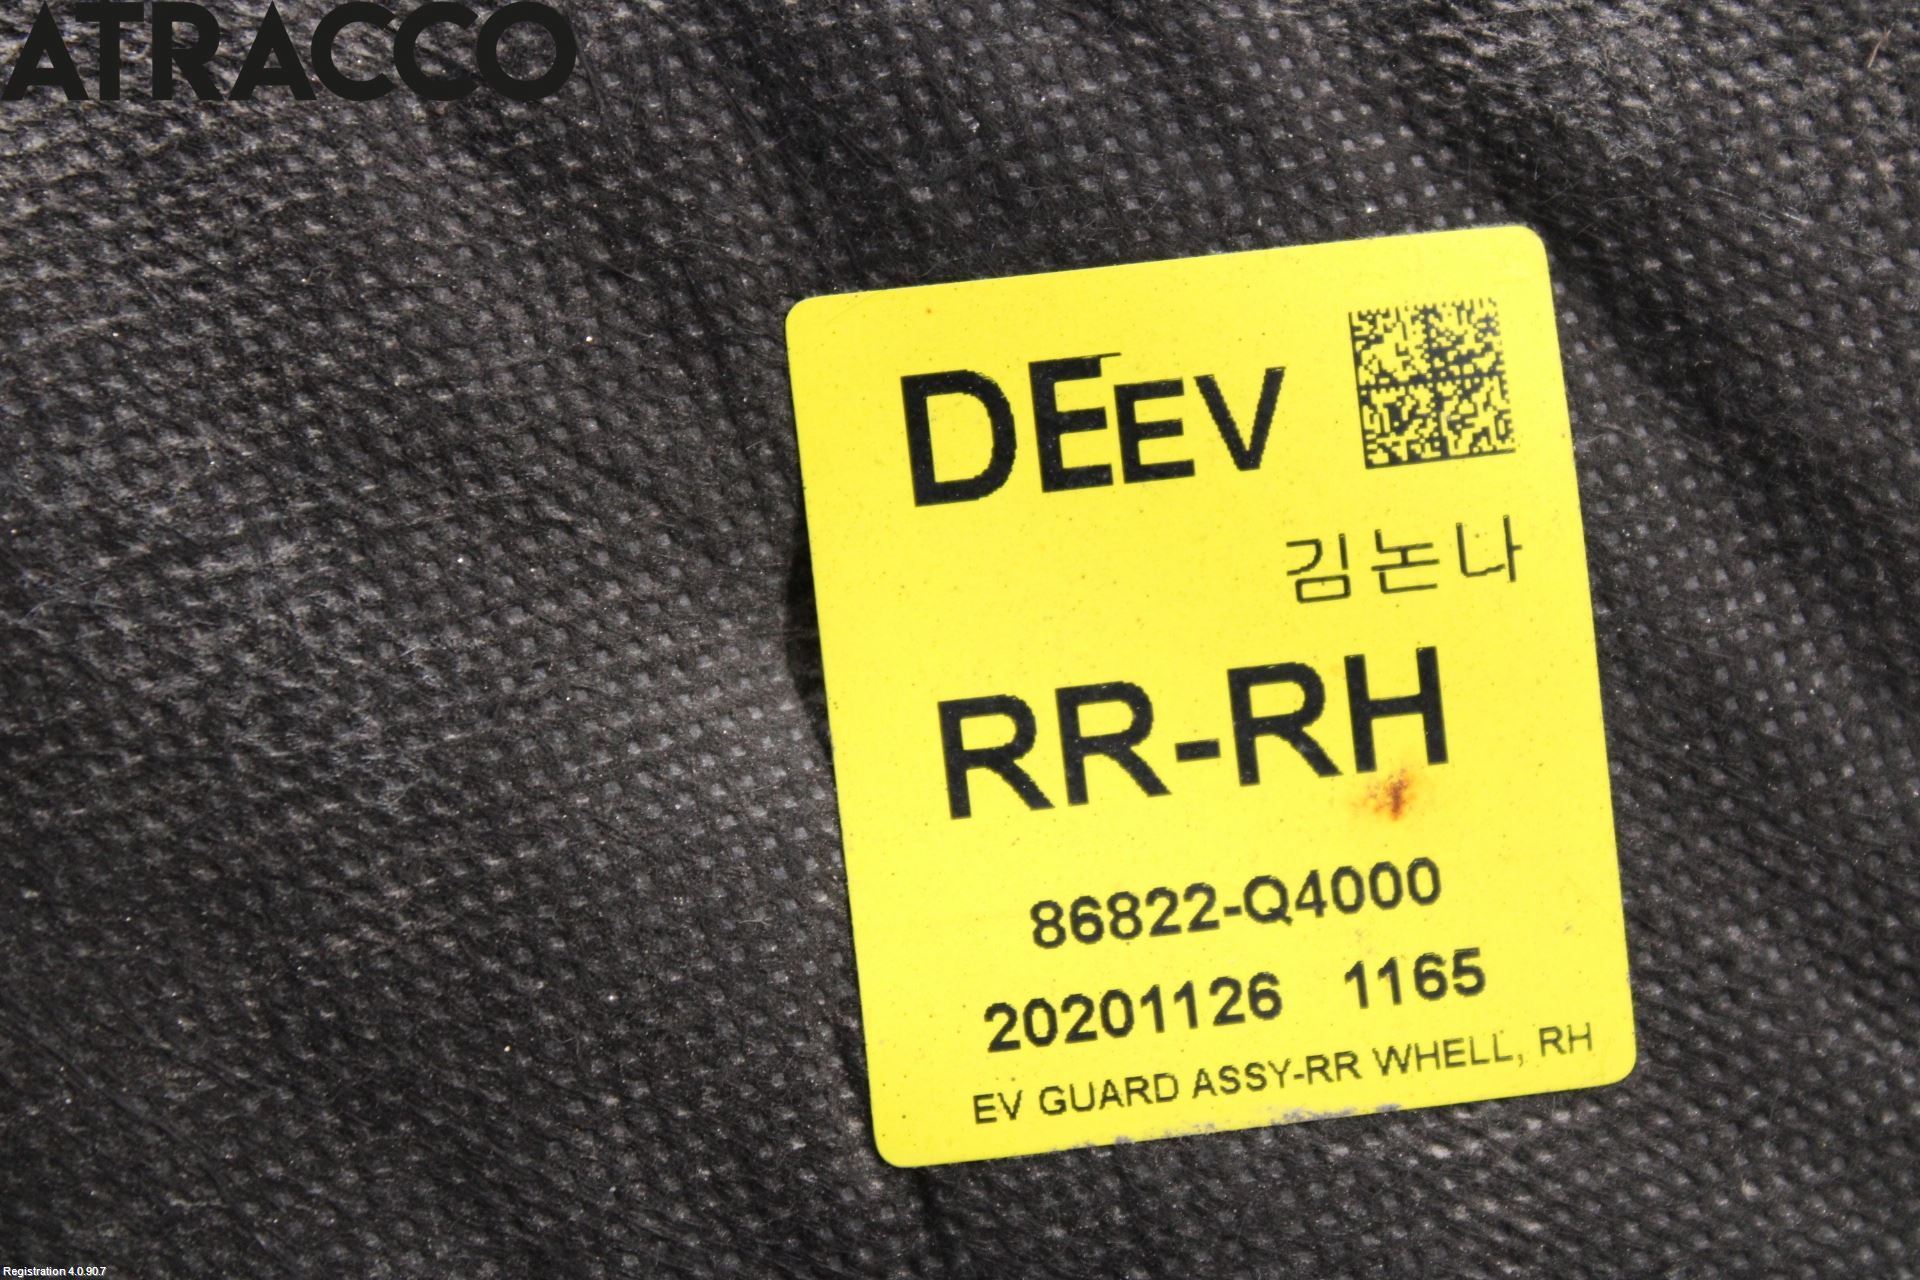 ATRACCO
DEEV
김논나
RR-RH
86822-Q4000
20201126 1165
EV GUARD ASSY-RR WHELL, RH
Registration 4.0.90.7